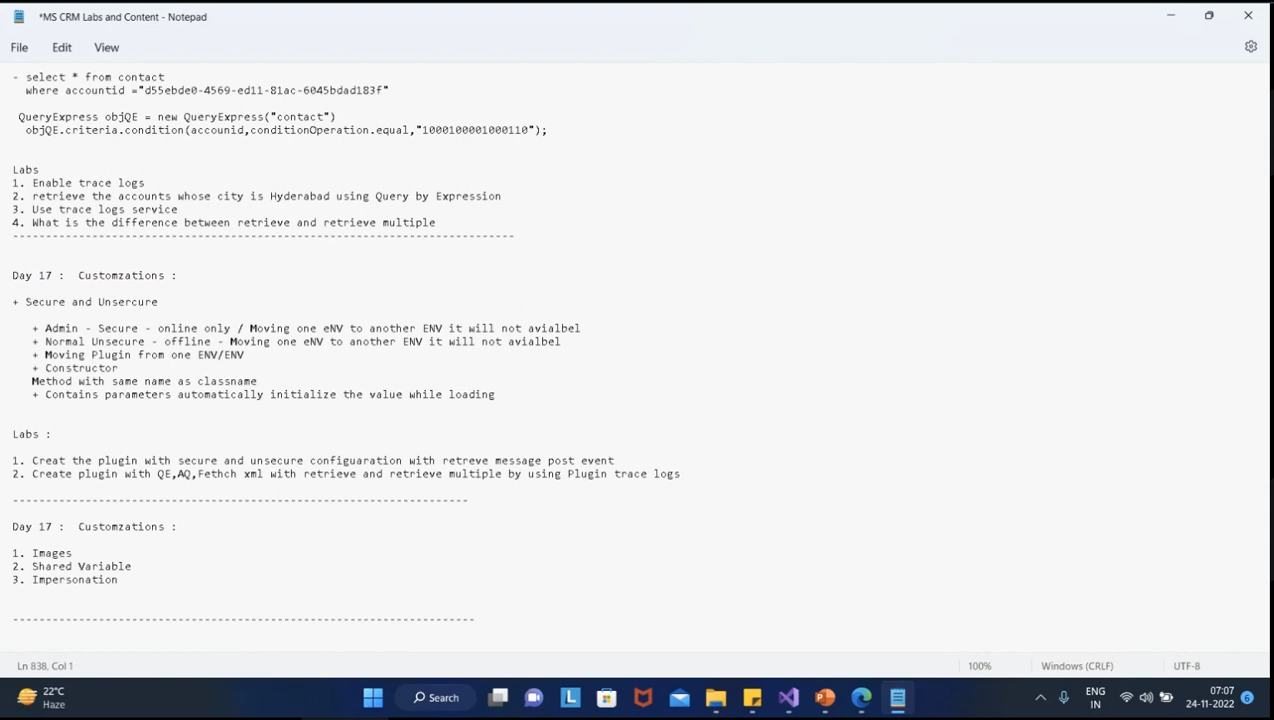 *MS CRM Labs and Content - Notepad
File Edit View
- select * from contact
where accountid ="d55ebde0-4569-ed11-81ac-6045bdad183f"
QueryExpress objQE = new QueryExpress("contact")
objQE.criteria.condition(accounid,conditionOperation.equal,"1000100001000110");
Labs
1. Enable trace logs
2. retrieve the accounts whose city is Hyderabad using Query by Expression
3. Use trace logs service
4. What is the difference between retrieve and retrieve multiple
----------------------------------------------------------------------------
Day 17 :  Customzations :
+ Secure and Unsercure
+ Admin - Secure - online only / Moving one eNV to another ENV it will not avialbel
+ Normal Unsecure - offline - Moving one eNV to another ENV it will not avialbel
+ Moving Plugin from one ENV/ENV
+ Constructor
Method with same name as classname
+ Contains parameters automatically initialize the value while loading
Labs :
1. Creat the plugin with secure and unsecure configuaration with retreve message post event
2. Create plugin with QE,AQ,Fethch xml with retrieve and retrieve multiple by using Plugin trace logs
---------------------------------------------------------------------
Day 17 :  Customzations :
1. Images
2. Shared Variable
3. Impersonation
----------------------------------------------------------------------
Ln 838, Col 1 100% Windows (CRLF) UTF-8
22°C
Haze
Search
ENG
IN
07:07
24-11-2022
6